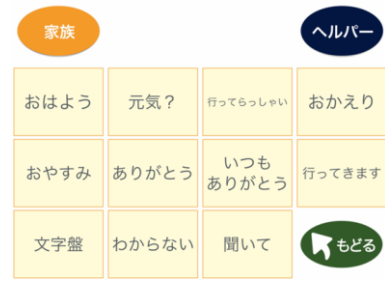 家族
ヘルパー
おはよう
元気？
行ってらっしゃい
おかえり
おやすみ
ありがとう
いつも
ありがとう
行ってきます
文字盤
わからない
聞いて
もどる